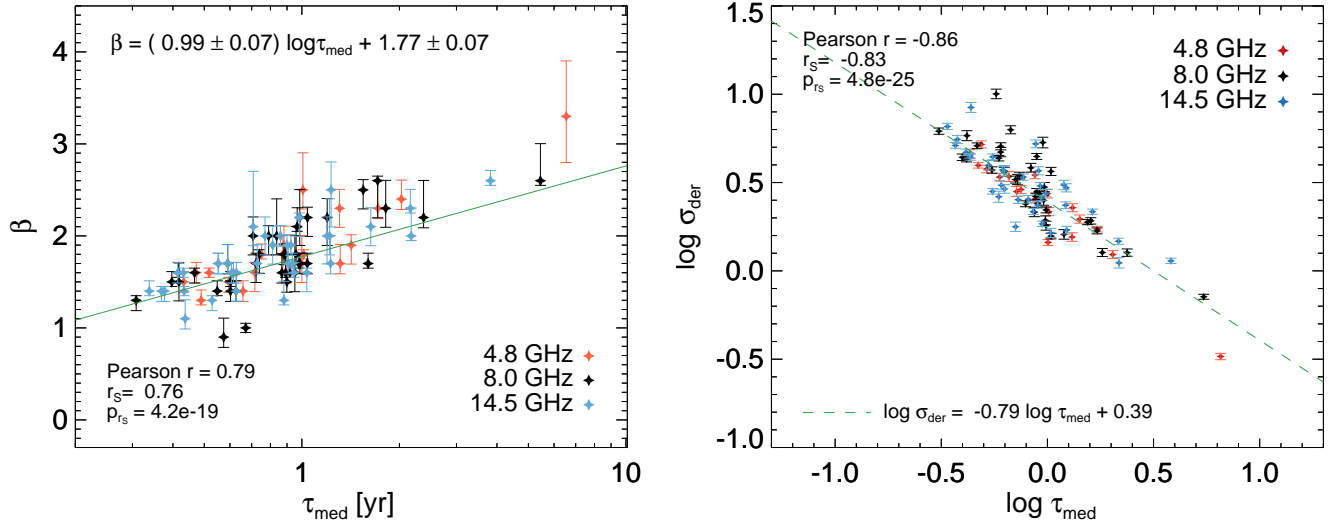 β = ( 0.99 ± 0.07) logτmed + 1.77 ± 0.07
4
3
2
1
0
β
Pearson r = 0.79
rS= 0.76
prS = 4.2e-19
4.8 GHz
8.0 GHz
14.5 GHz
1
10
τmed [yr]
1.5
1.0
0.5
0.0
-0.5
-1.0
log σder
Pearson r = -0.86
rS= -0.83
prS = 4.8e-25
4.8 GHz
8.0 GHz
14.5 GHz
log σder = -0.79 log τmed + 0.39
-1.0
-0.5
0.0
0.5
1.0
log τmed